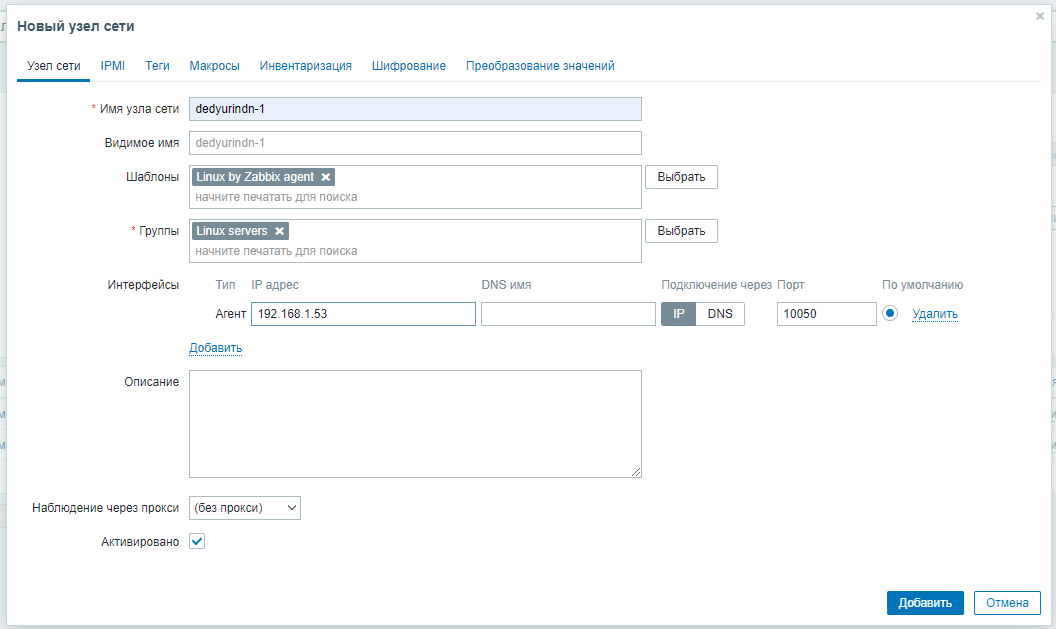 Новый узел сети
Узел сети IPMI Теги Макросы Инвентаризация Шифрование Преобразование значений
* Имя узла сети dedyurindn-1
Видимое имя dedyurindn-1
Шаблоны Linux by Zabbix agent Выбрать
начните печатать для поиска
* Группы Linux servers Выбрать
начните печатать для поиска
Интерфейсы Тип IP адрес DNS имя Подключение через Порт По умолчанию
Агент 192.168.1.53 IP DNS 10050 Удалить
Добавить
Описание
Наблюдение через прокси (без прокси)
Активировано
Добавить Отмена